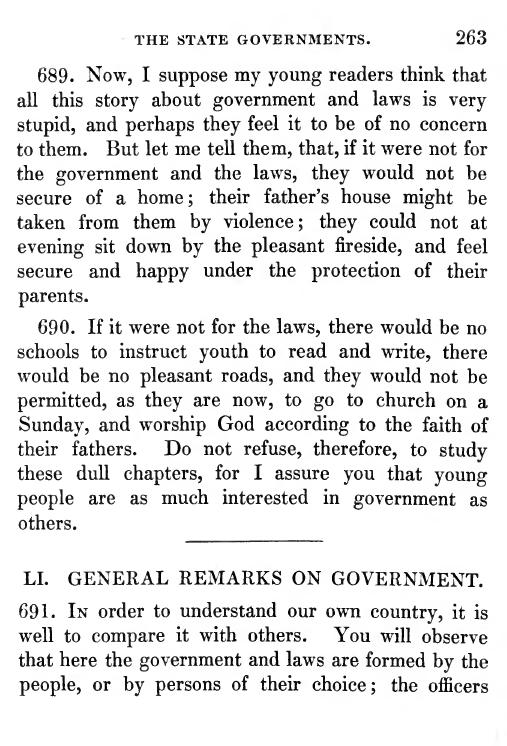 THE STATE GOVERNMENTS. 263
689. Now, I suppose my young readers think that
all this story about government and laws is very
stupid, and perhaps they feel it to be of no concern
to them. But let me tell them, that, if it were not for
the government and the laws, they would not be
secure of a home; their father's house might be
taken from them by violence; they could not at
evening sit down by the pleasant fireside, and feel
secure and happy under the protection of their
parents.
690. If it were not for the laws, there would be no
schools to instruct youth to read and write, there
would be no pleasant roads, and they would not be
permitted, as they are now, to go to church on a
Sunday, and worship God according to the faith of
their fathers. Do not refuse, therefore, to study
these dull chapters, for I assure you that young
people are as much interested in government as
others.
LI. GENERAL REMARKS ON GOVERNMENT.
691. In order to understand our own country, it is
well to compare it with others. You will observe
that here the government and laws are formed by the
people, or by persons of their choice; the officers